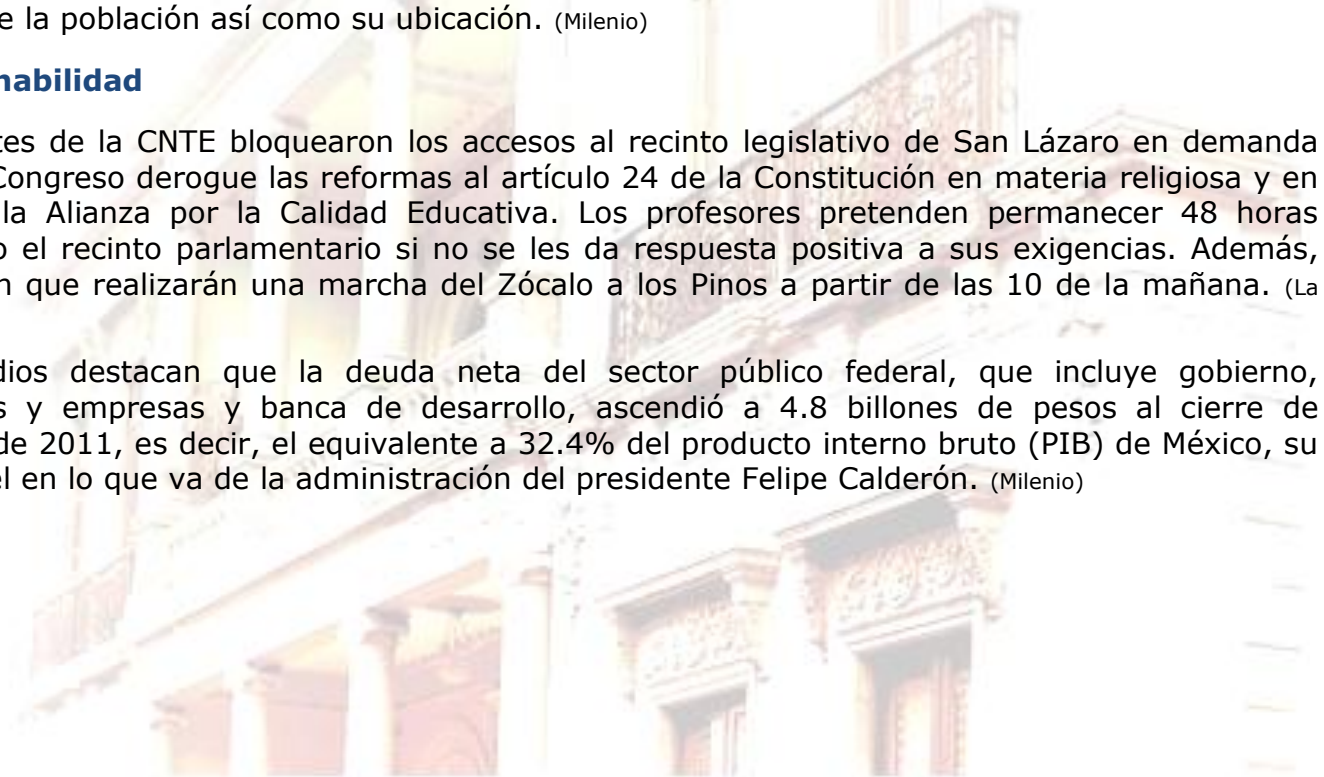 e la población así como su ubicación. (Milenio)
nabilidad
tes de la CNTE bloquearon los accesos al recinto legislativo de San Lázaro en demanda
Congreso derogue las reformas al artículo 24 de la Constitución en materia religiosa y en
la Alianza por la Calidad Educativa. Los profesores pretenden permanecer 48 horas
o el recinto parlamentario si no se les da respuesta positiva a sus exigencias. Además,
n que realizarán una marcha del Zócalo a los Pinos a partir de las 10 de la mañana. (La
dios destacan que la deuda neta del sector público federal, que incluye gobierno,
s y empresas y banca de desarrollo, ascendió a 4.8 billones de pesos al cierre de
de 2011, es decir, el equivalente a 32.4% del producto interno bruto (PIB) de México, su
el en lo que va de la administración del presidente Felipe Calderón. (Milenio)